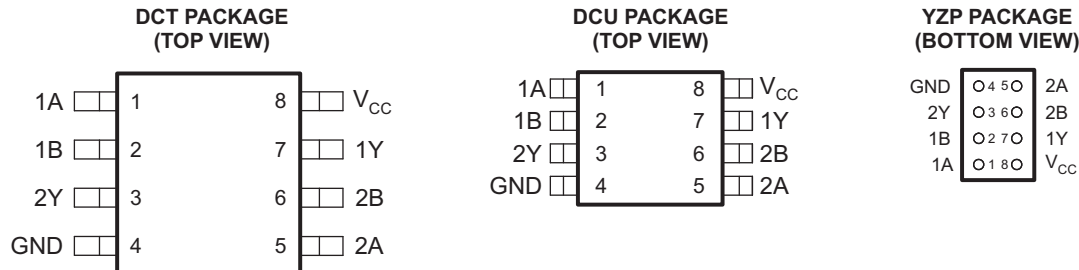 DCT PACKAGE
(TOP VIEW)
1A 1 8 VCC
1B 2 7 1Y
2Y 3 6 2B
GND 4 5 2A
DCU PACKAGE
(TOP VIEW)
1A 1 8 VCC
1B 2 7 1Y
2Y 3 6 2B
GND 4 5 2A
YZP PACKAGE
(BOTTOM VIEW)
GND 4 5 2A
2Y 3 6 2B
1B 2 7 1Y
1A 1 8 VCC